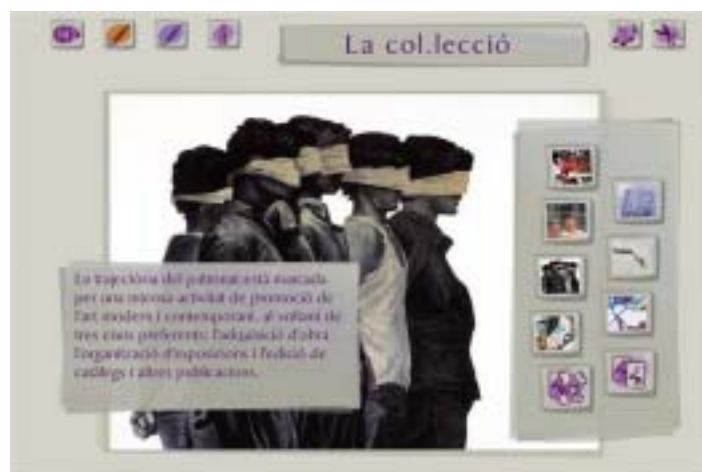 La col.lecció
La trajectòria del patronat està marcada
per una intensa activitat de promoció de
l'art modern i contemporani, al voltant de
tres eixos preferents: l'adquisició d'obra
l'organització d'exposicions i l'edició de
catàlegs i altres publicacions.